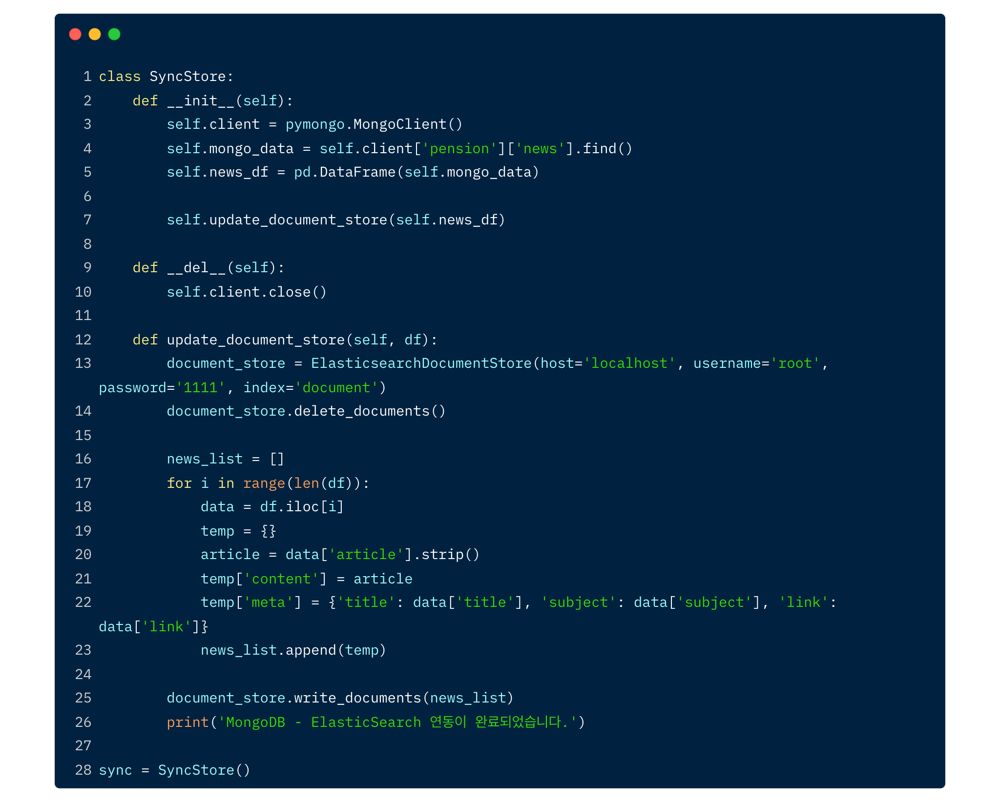 1 class SyncStore:
2     def __init__(self):
3         self.client = pymongo.MongoClient()
4         self.mongo_data = self.client['pension']['news'].find()
5         self.news_df = pd.DataFrame(self.mongo_data)
6
7         self.update_document_store(self.news_df)
8
9     def __del__(self):
10         self.client.close()
11
12     def update_document_store(self, df):
13         document_store = ElasticsearchDocumentStore(host='localhost', username='root',
password='1111', index='document')
14         document_store.delete_documents()
15
16         news_list = []
17         for i in range(len(df)):
18             data = df.iloc[i]
19             temp = {}
20             article = data['article'].strip()
21             temp['content'] = article
22             temp['meta'] = {'title': data['title'], 'subject': data['subject'], 'link':
data['link']}
23             news_list.append(temp)
24
25         document_store.write_documents(news_list)
26         print('MongoDB - ElasticSearch 연동이 완료되었습니다.')
27
28 sync = SyncStore()